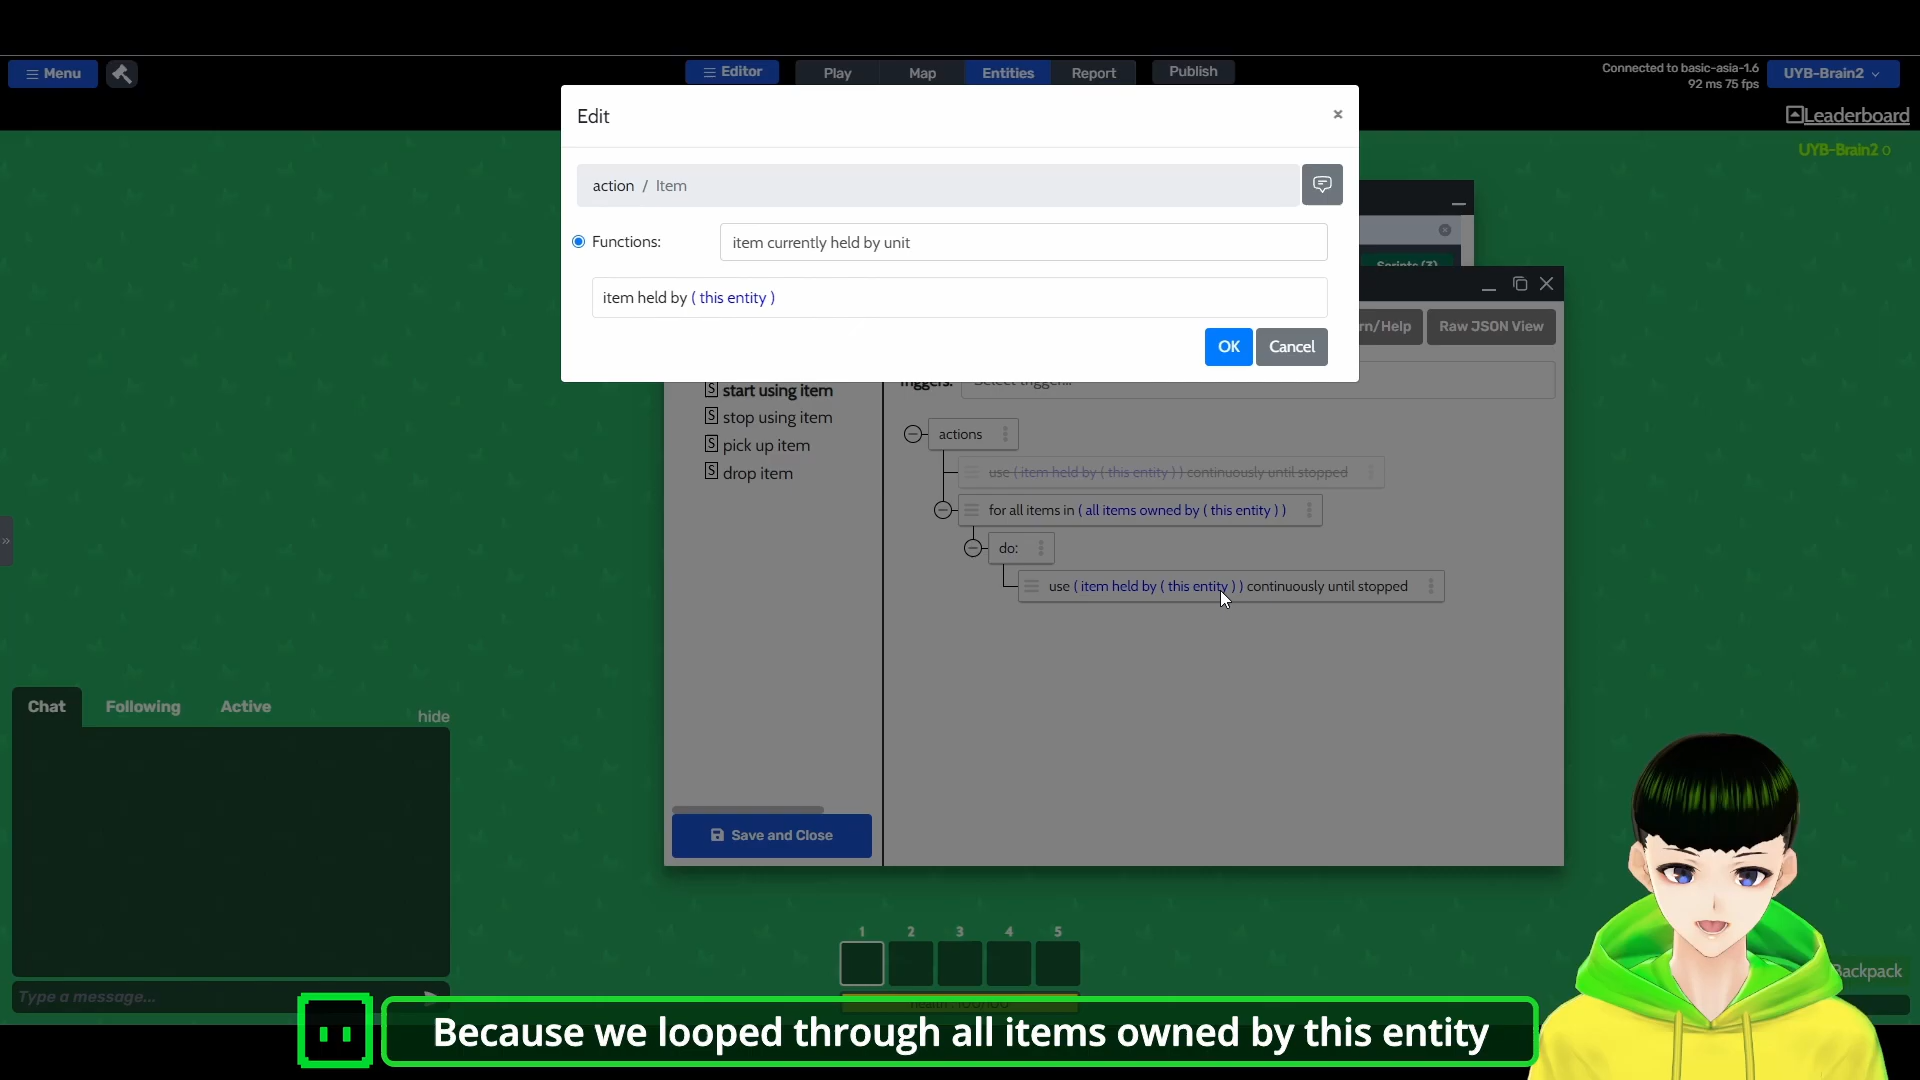 Menu
Editor
Play
Map
Entities
Report
Publish
Connected to basic-asia-1.6
92 ms 75 fps
UYB-Brain2
Leaderboard
UYB-Brain2 0
Edit
×
action / Item
Functions:
item currently held by unit
item held by ( this entity )
OK
Cancel
Scripts (3)
rn/Help
Raw JSON View
Triggers:
Select trigger...
start using item
stop using item
pick up item
drop item
actions
use ( item held by ( this entity ) ) continuously until stopped
for all items in ( all items owned by ( this entity ) )
do:
use ( item held by ( this entity ) ) continuously until stopped
Save and Close
Chat
Following
Active
hide
Type a message...
1 2 3 4 5
Backpack
Because we looped through all items owned by this entity